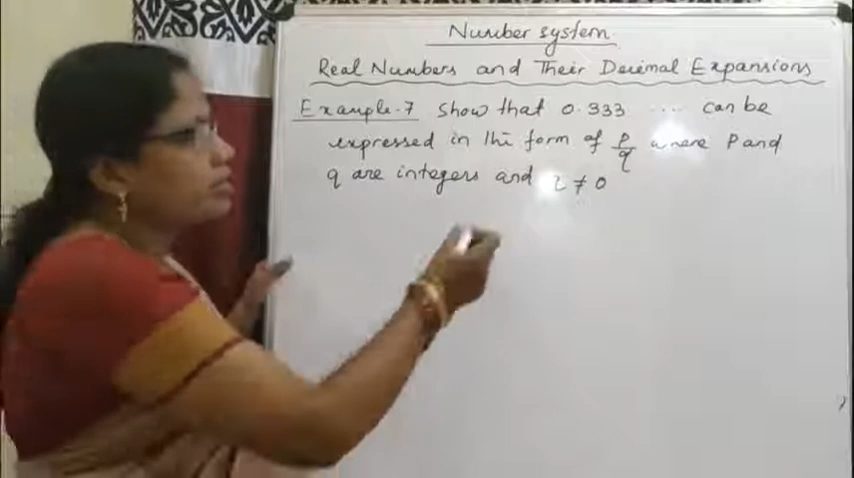 Number system
Real Numbers and Their Decimal Expansions
Example.7 Show that 0.333 .... can be
expressed in the form of p/q where P and
q are integers and q ≠ 0